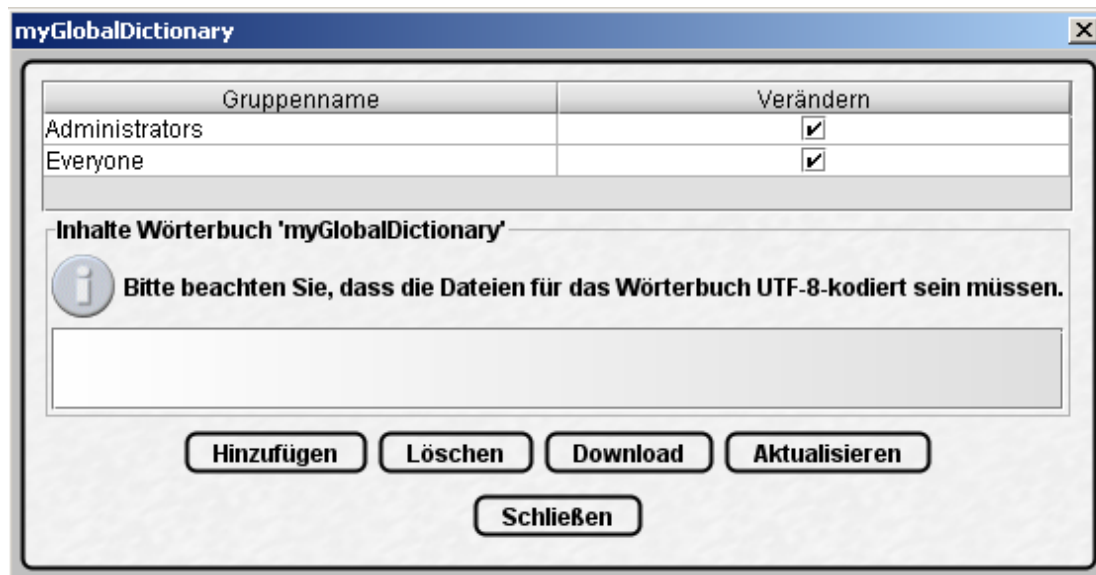 myGlobalDictionary
Gruppenname Verändern
Administrators
Everyone
Inhalte Wörterbuch 'myGlobalDictionary'
Bitte beachten Sie, dass die Dateien für das Wörterbuch UTF-8-kodiert sein müssen.
Hinzufügen Löschen Download Aktualisieren
Schließen